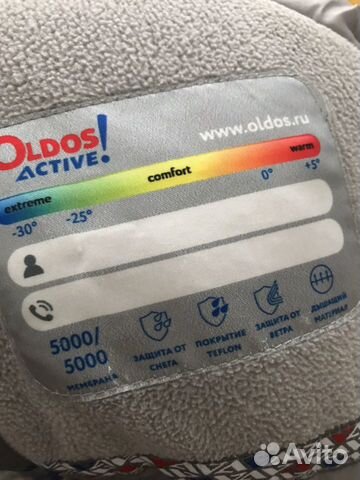 OLDOS
ACTIVE!
www.oldos.ru
extreme comfort warm
-30° -25° 0° +5°
5000/
5000
МЕМБРАНА
ЗАЩИТА ОТ
СНЕГА
ПОКРЫТИЕ
TEFLON
ЗАЩИТА ОТ
ВЕТРА
ДЫШАЩИЙ
МАТЕРИАЛ
Avito